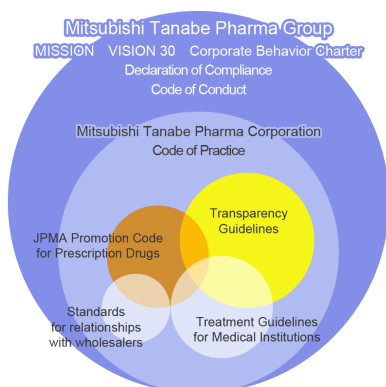 Mitsubishi Tanabe Pharma Group
MISSION VISION 30 Corporate Behavior Charter
Declaration of Compliance
Code of Conduct
Mitsubishi Tanabe Pharma Corporation
Code of Practice
Transparency
Guidelines
JPMA Promotion Code
for Prescription Drugs
Standards
for relationships
with wholesalers
Treatment Guidelines
for Medical Institutions